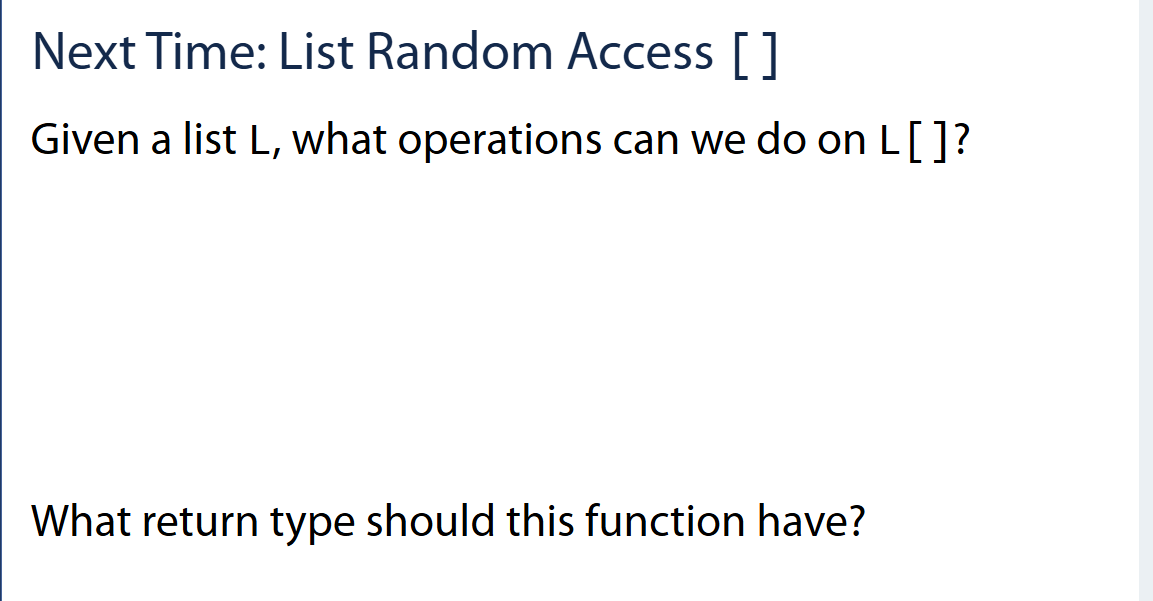 Next Time: List Random Access []
Given a list L, what operations can we do on L[]?
What return type should this function have?